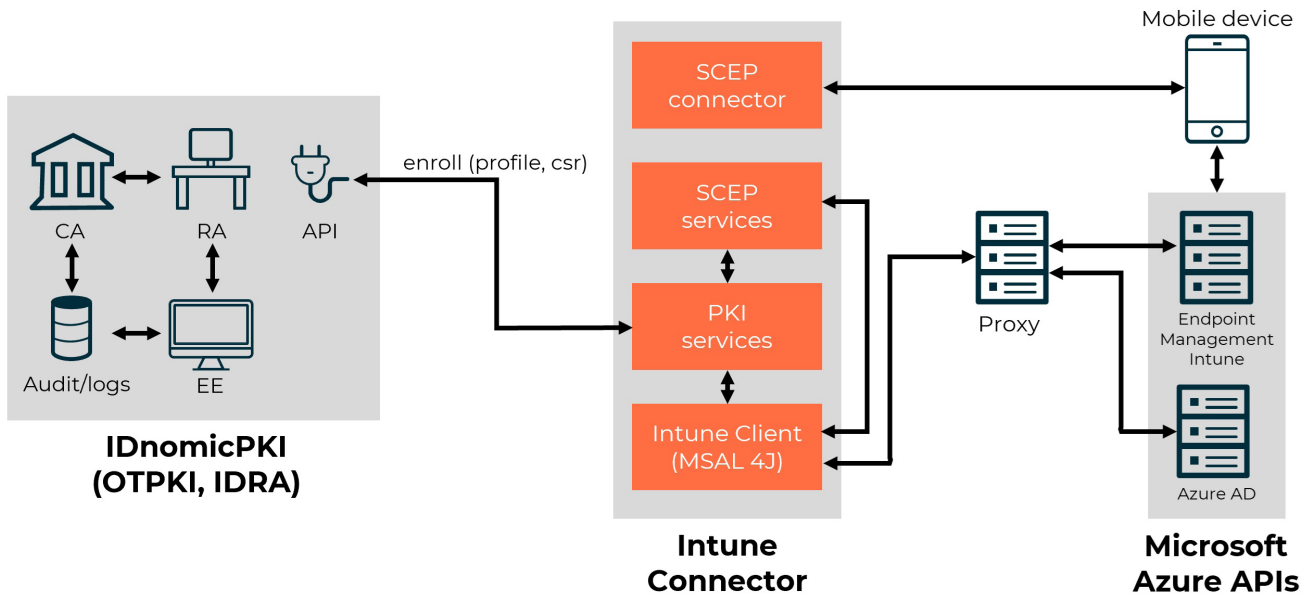 Mobile device
SCEP
connector
enroll (profile, csr)
CA
RA
API
SCEP
services
Audit/logs
EE
PKI
services
Proxy
Endpoint
Management
Intune
Intune Client
(MSAL 4J)
Azure AD
IDnomicPKI
(OTPKI, IDRA)
Intune
Connector
Microsoft
Azure APIs